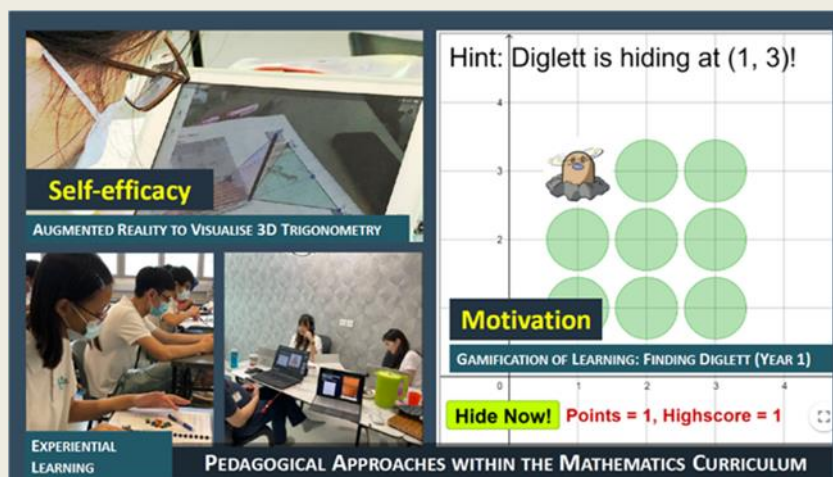 Self-efficacy
AUGMENTED REALITY TO VISUALISE 3D TRIGONOMETRY
Hint: Diglett is hiding at (1, 3)!
4
3
2
0
1
2
3
4
Motivation
GAMIFICATION OF LEARNING: FINDING DIGLETT (YEAR 1)
Hide Now! Points = 1, Highscore = 1
EXPERIENTIAL
LEARNING
PEDAGOGICAL APPROACHES WITHIN THE MATHEMATICS CURRICULUM